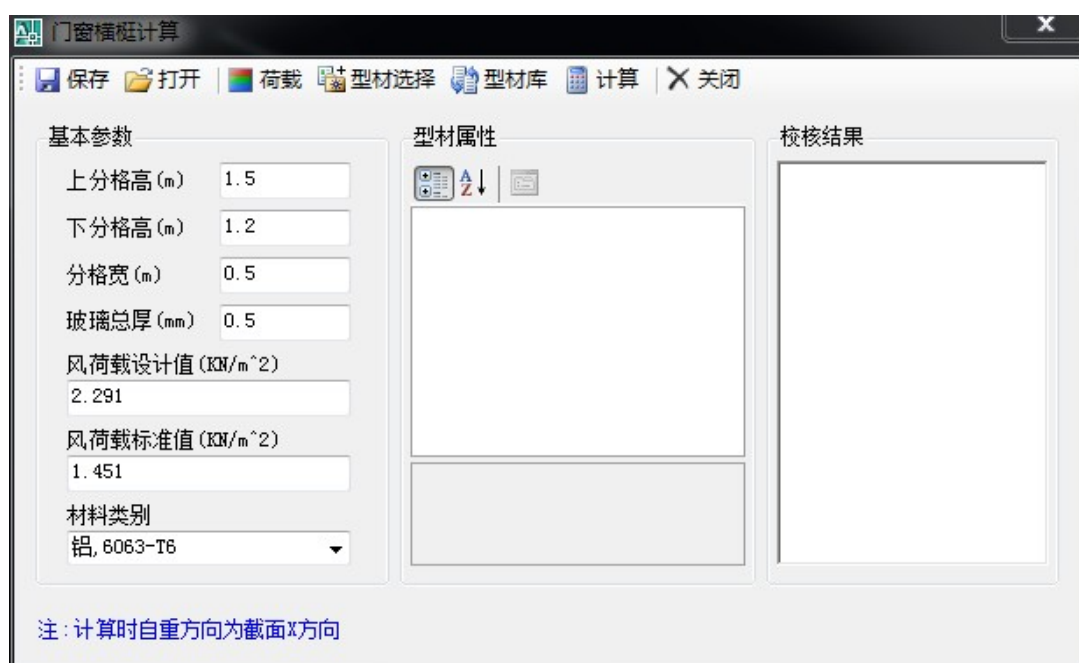 门窗横梃计算
保存 打开 荷载 型材选择 型材库 计算 关闭
基本参数
上分格高(m) 1.5
下分格高(m) 1.2
分格宽(m) 0.5
玻璃总厚(mm) 0.5
风荷载设计值(KN/m^2)
2.291
风荷载标准值(KN/m^2)
1.451
材料类别
铝,6063-T6
型材属性
校核结果
注:计算时自重方向为截面X方向